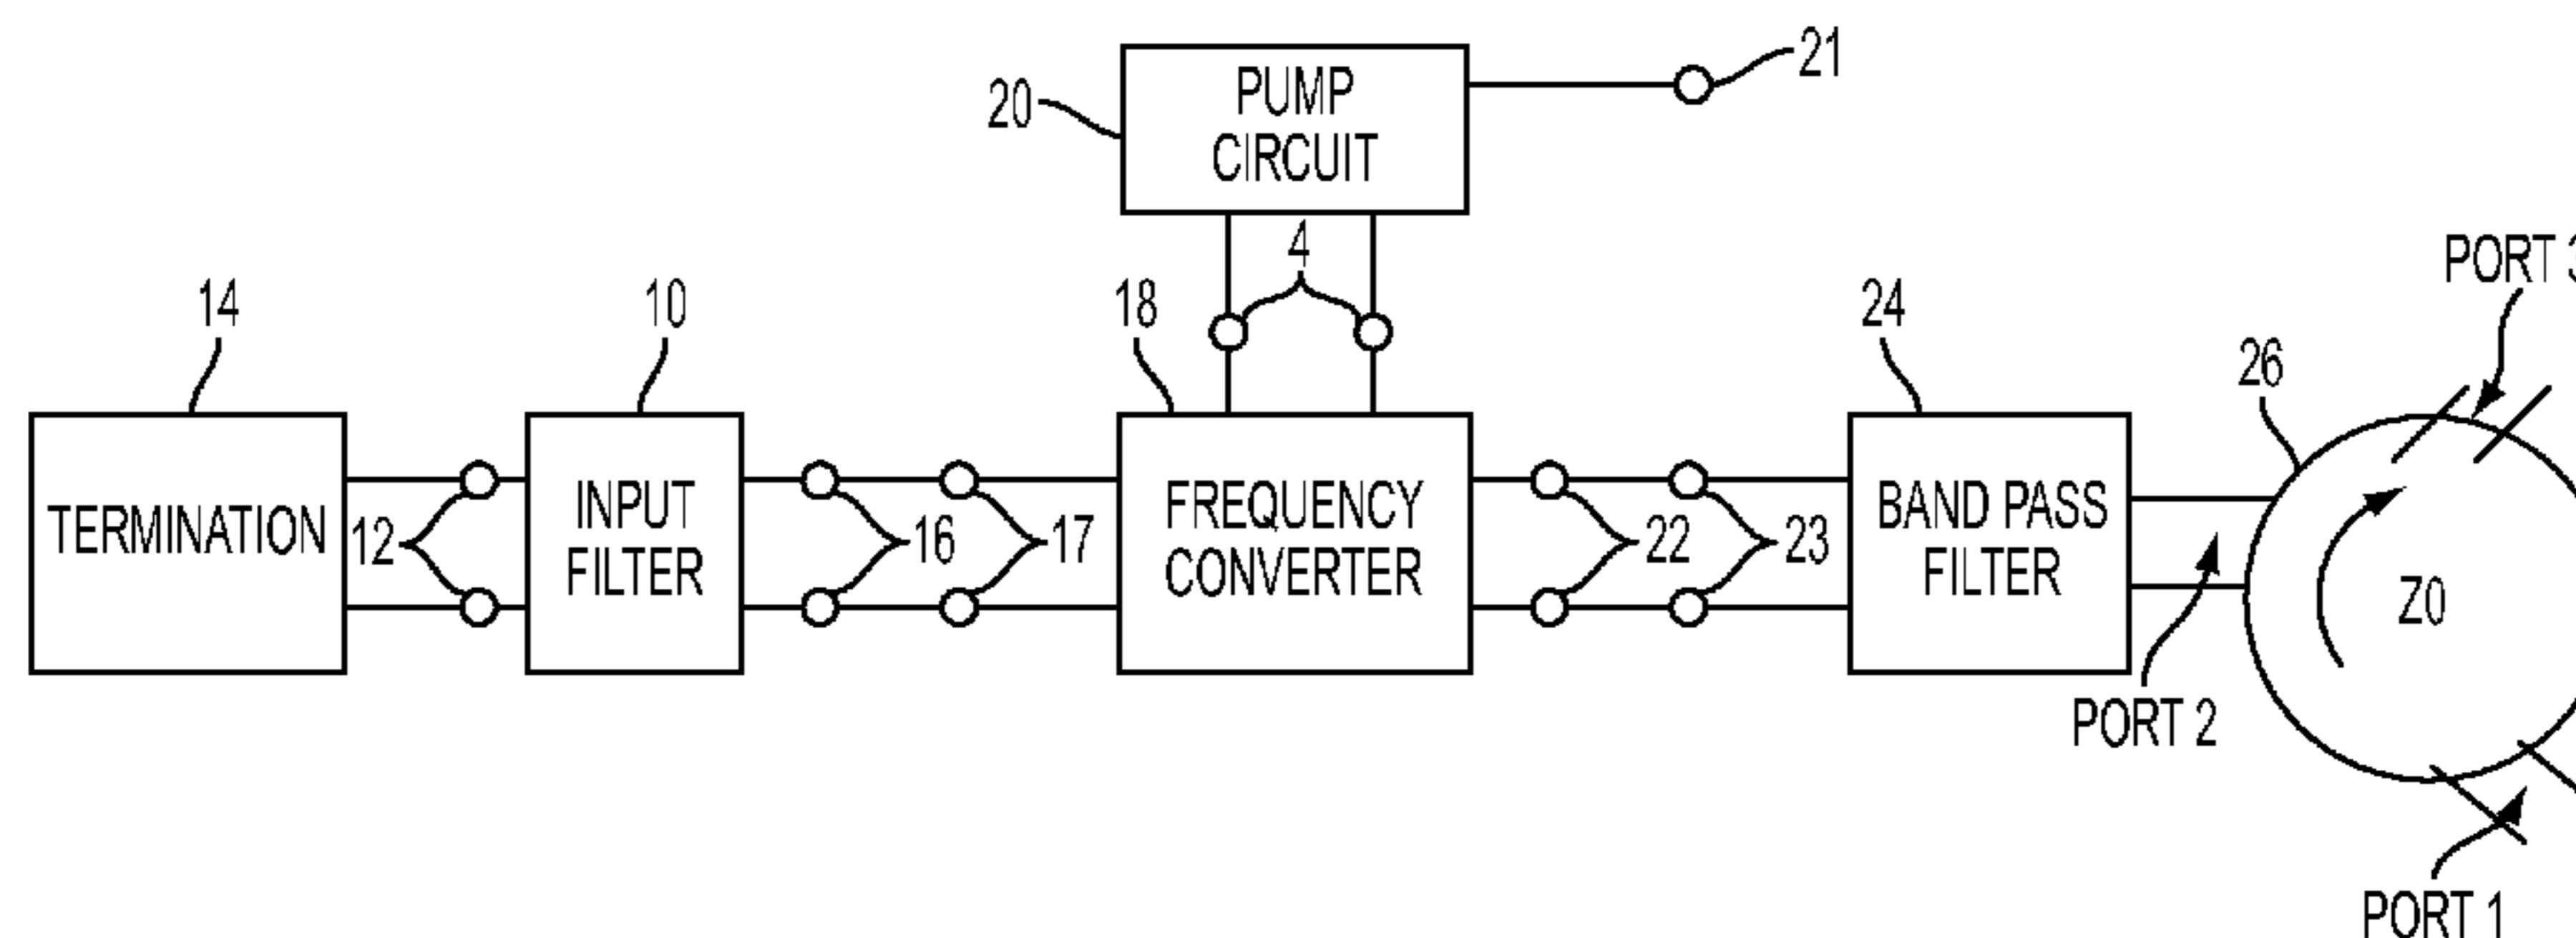 21
20
PUMP
CIRCUIT
4
PORT 3
14
10
18
24
26
TERMINATION
12
INPUT
FILTER
16
17
FREQUENCY
CONVERTER
22
23
BAND PASS
FILTER
Z0
PORT 2
PORT 1